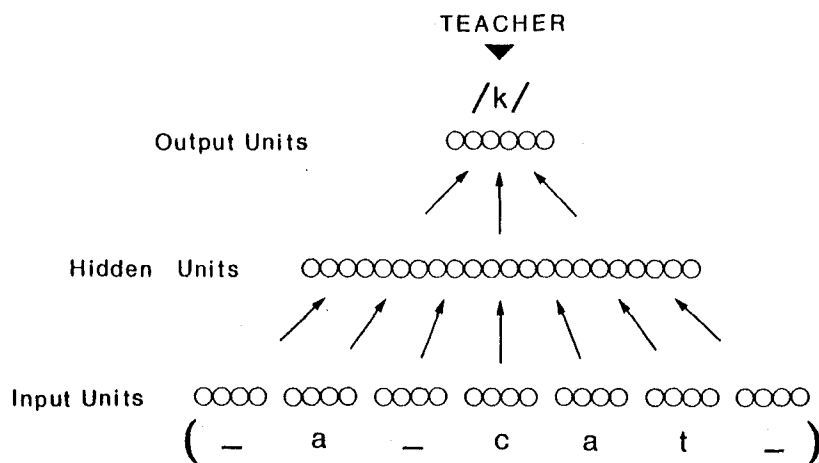 TEACHER
/k/
Output Units
Hidden Units
Input Units
( _ a _ c a t _ )